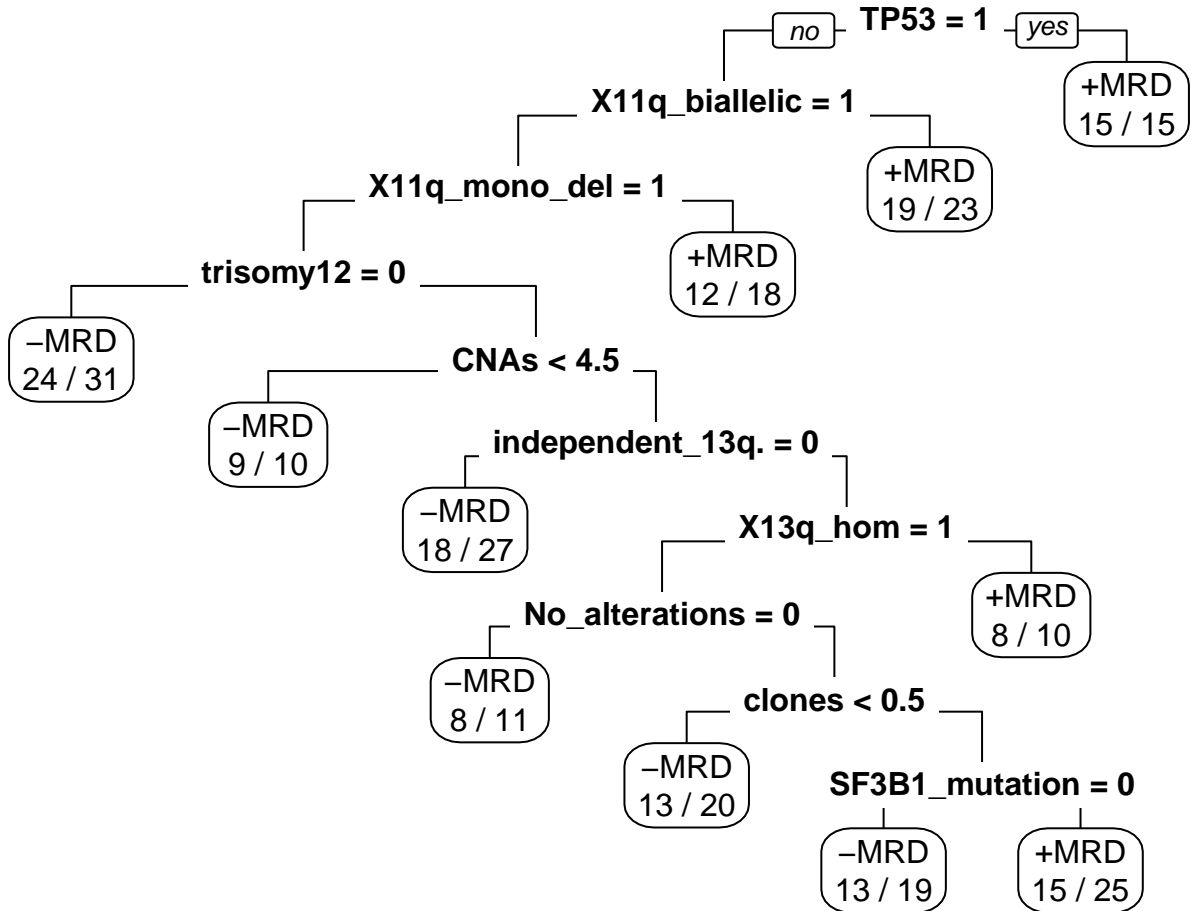 TP53 = 1
no
yes
+MRD
15 / 15
X11q_biallelic = 1
+MRD
19 / 23
X11q_mono_del = 1
+MRD
12 / 18
trisomy12 = 0
−MRD
24 / 31
CNAs < 4.5
−MRD
9 / 10
independent_13q. = 0
−MRD
18 / 27
X13q_hom = 1
+MRD
8 / 10
No_alterations = 0
−MRD
8 / 11
clones < 0.5
−MRD
13 / 20
SF3B1_mutation = 0
−MRD
13 / 19
+MRD
15 / 25